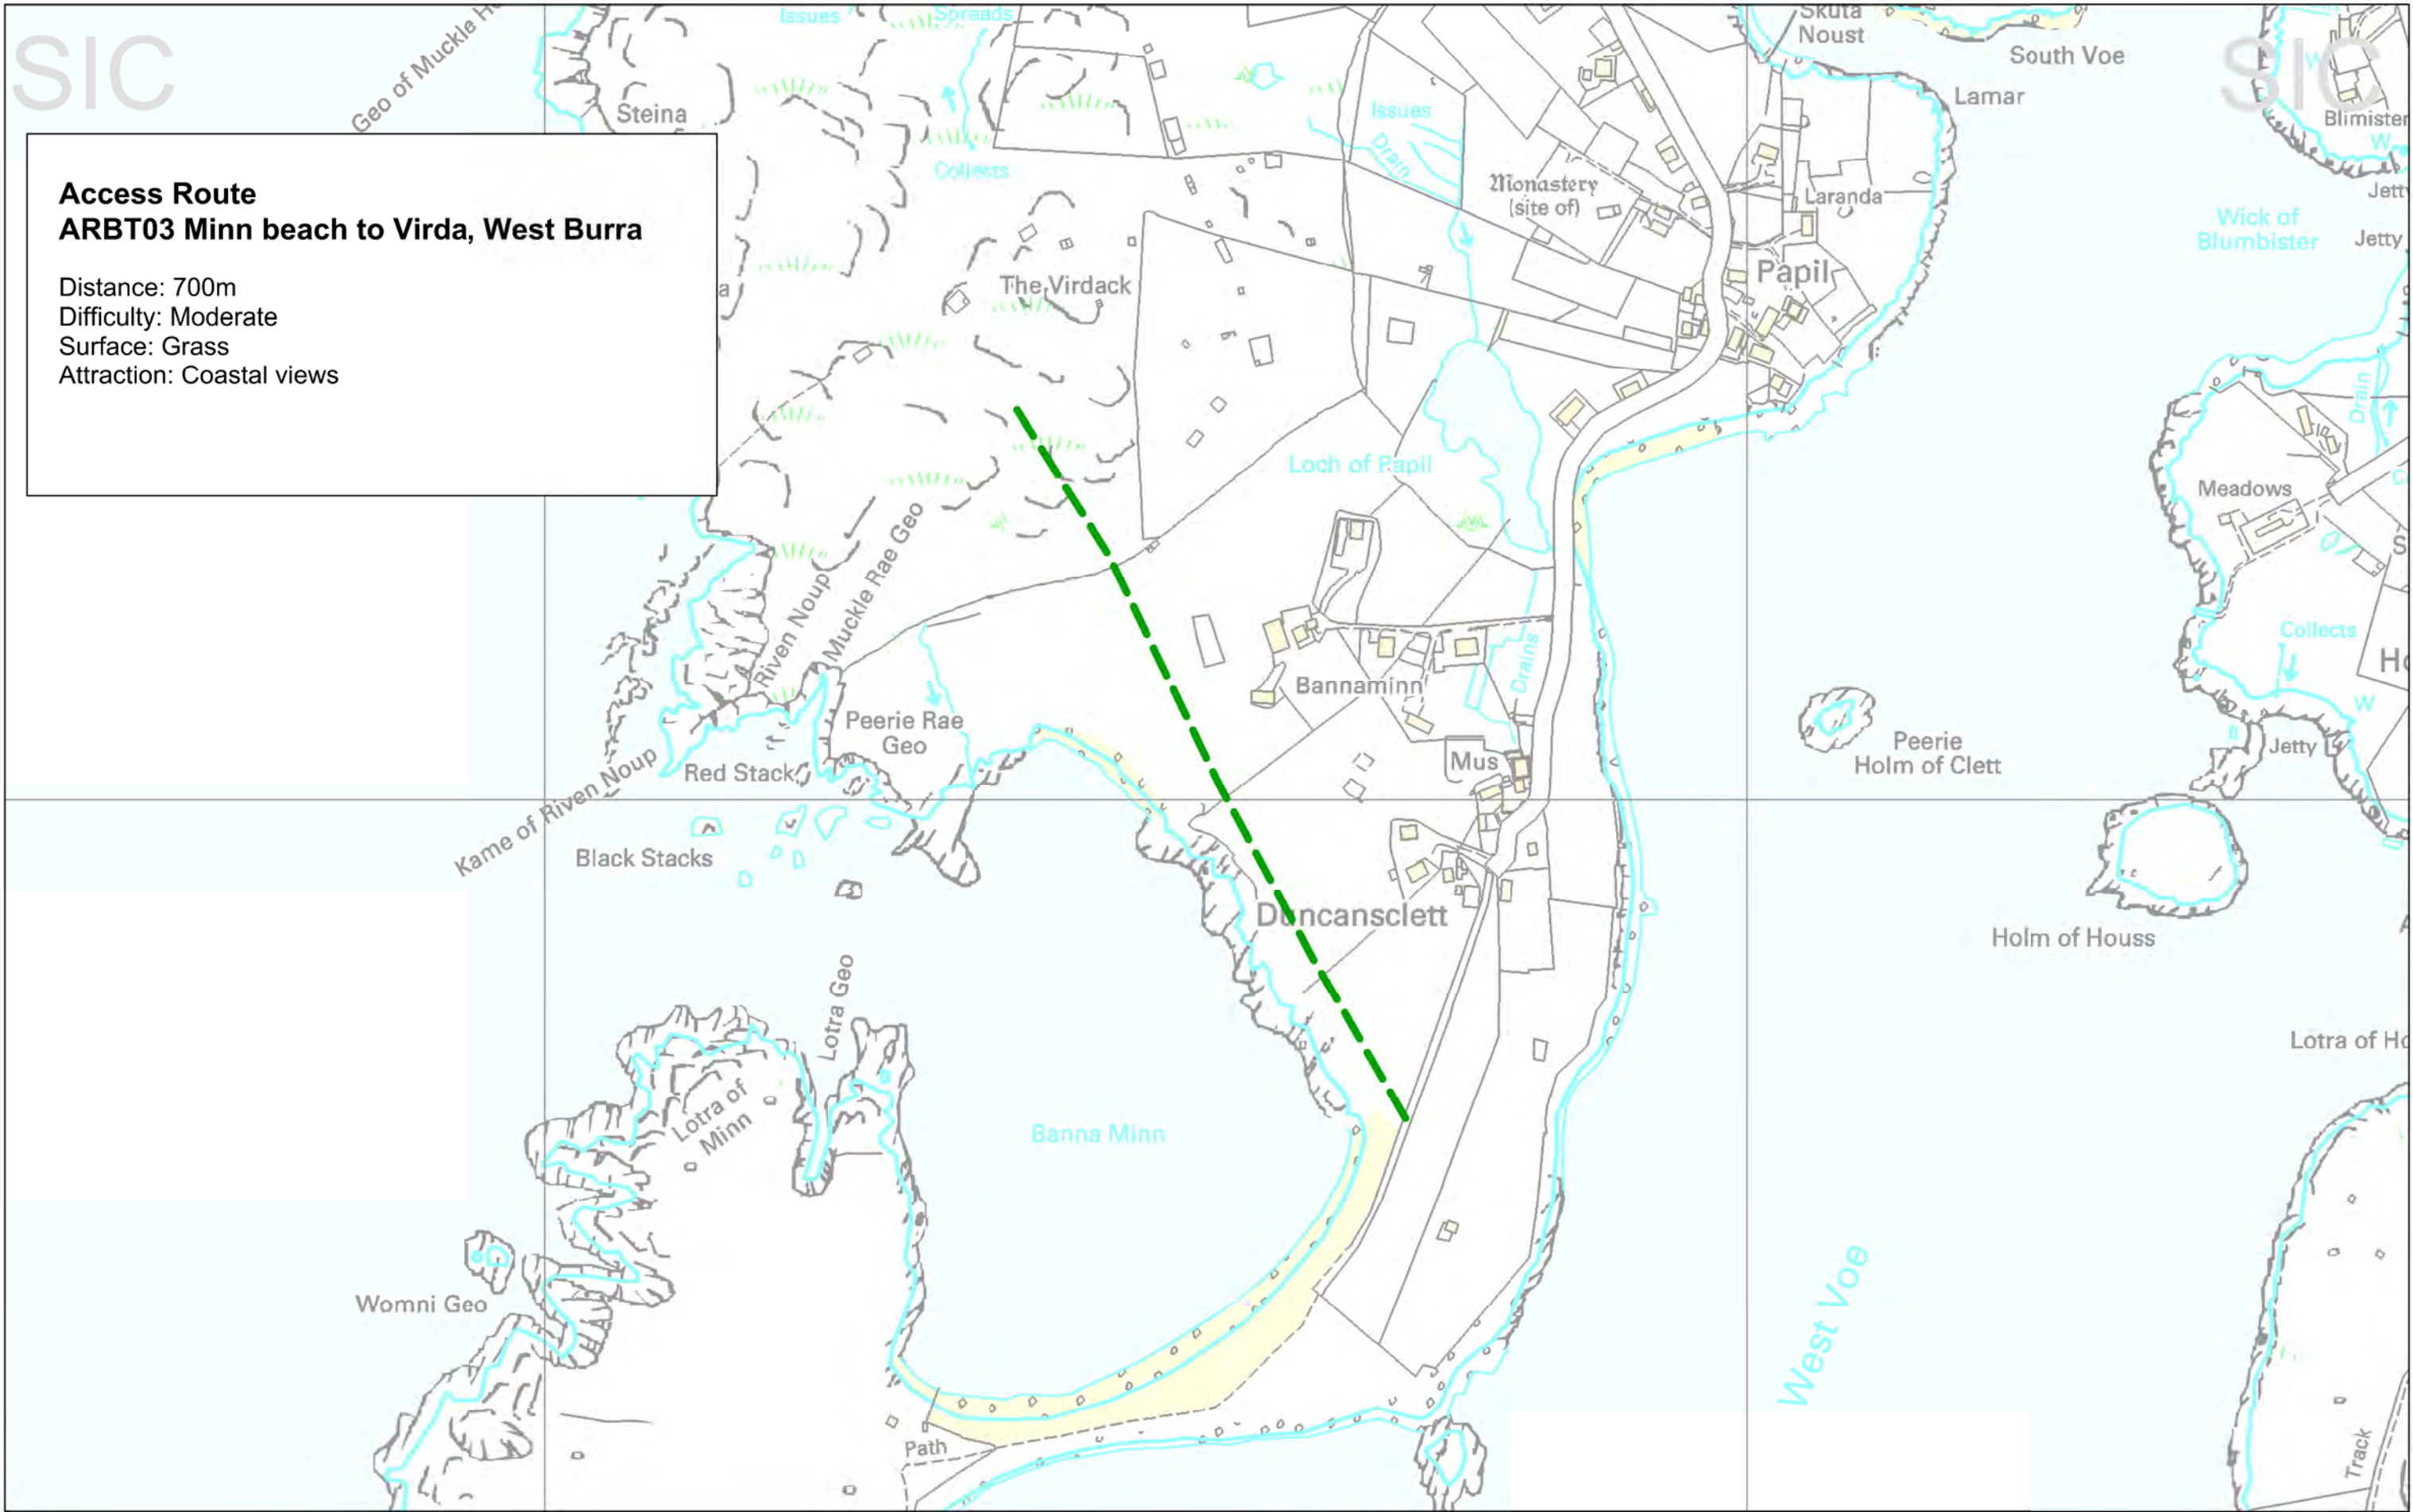 SIC
SIC
Access Route
ARBT03 Minn beach to Virda, West Burra
Distance: 700m
Difficulty: Moderate
Surface: Grass
Attraction: Coastal views
Geo of Muckle
Steina
Issues
Spreads
Collects
The Virdack
Issues
Drain
Monastery
(site of)
Skuta
Noust
South Voe
Lamar
Laranda
Papil
Blimister
W
W
Jetty
Wick of
Blumbister
Jetty
Drain
Meadows
Loch of Papil
Riven Noup
Muckle Rae Geo
Peerie Rae
Geo
Red Stack
Kame of Riven Noup
Black Stacks
Bannaminn
Drains
Mus
Peerie
Holm of Clett
Collects
W
Jetty
Duncansclett
Holm of Houss
Lotra Geo
Lotra of
Minn
Banna Minn
Lotra of
Womni Geo
West Voe
Path
Track